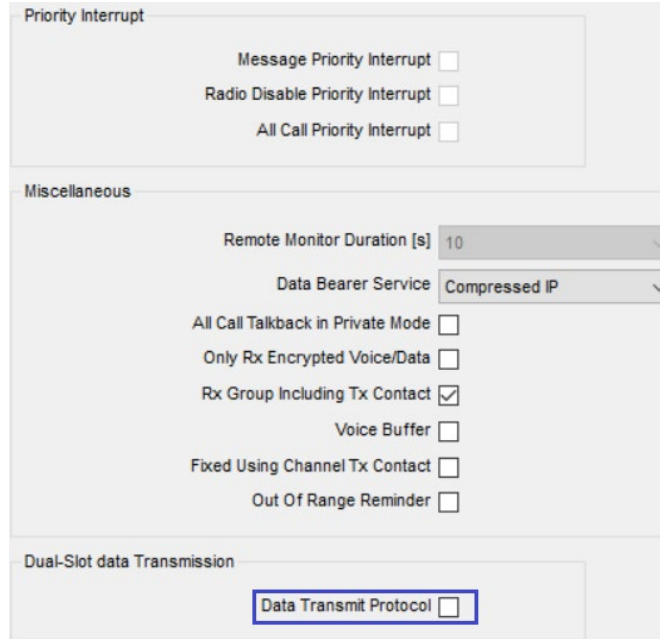 Priority Interrupt
Message Priority Interrupt
Radio Disable Priority Interrupt
All Call Priority Interrupt
Miscellaneous
Remote Monitor Duration [s] 10
Data Bearer Service Compressed IP
All Call Talkback in Private Mode
Only Rx Encrypted Voice/Data
Rx Group Including Tx Contact
Voice Buffer
Fixed Using Channel Tx Contact
Out Of Range Reminder
Dual-Slot data Transmission
Data Transmit Protocol